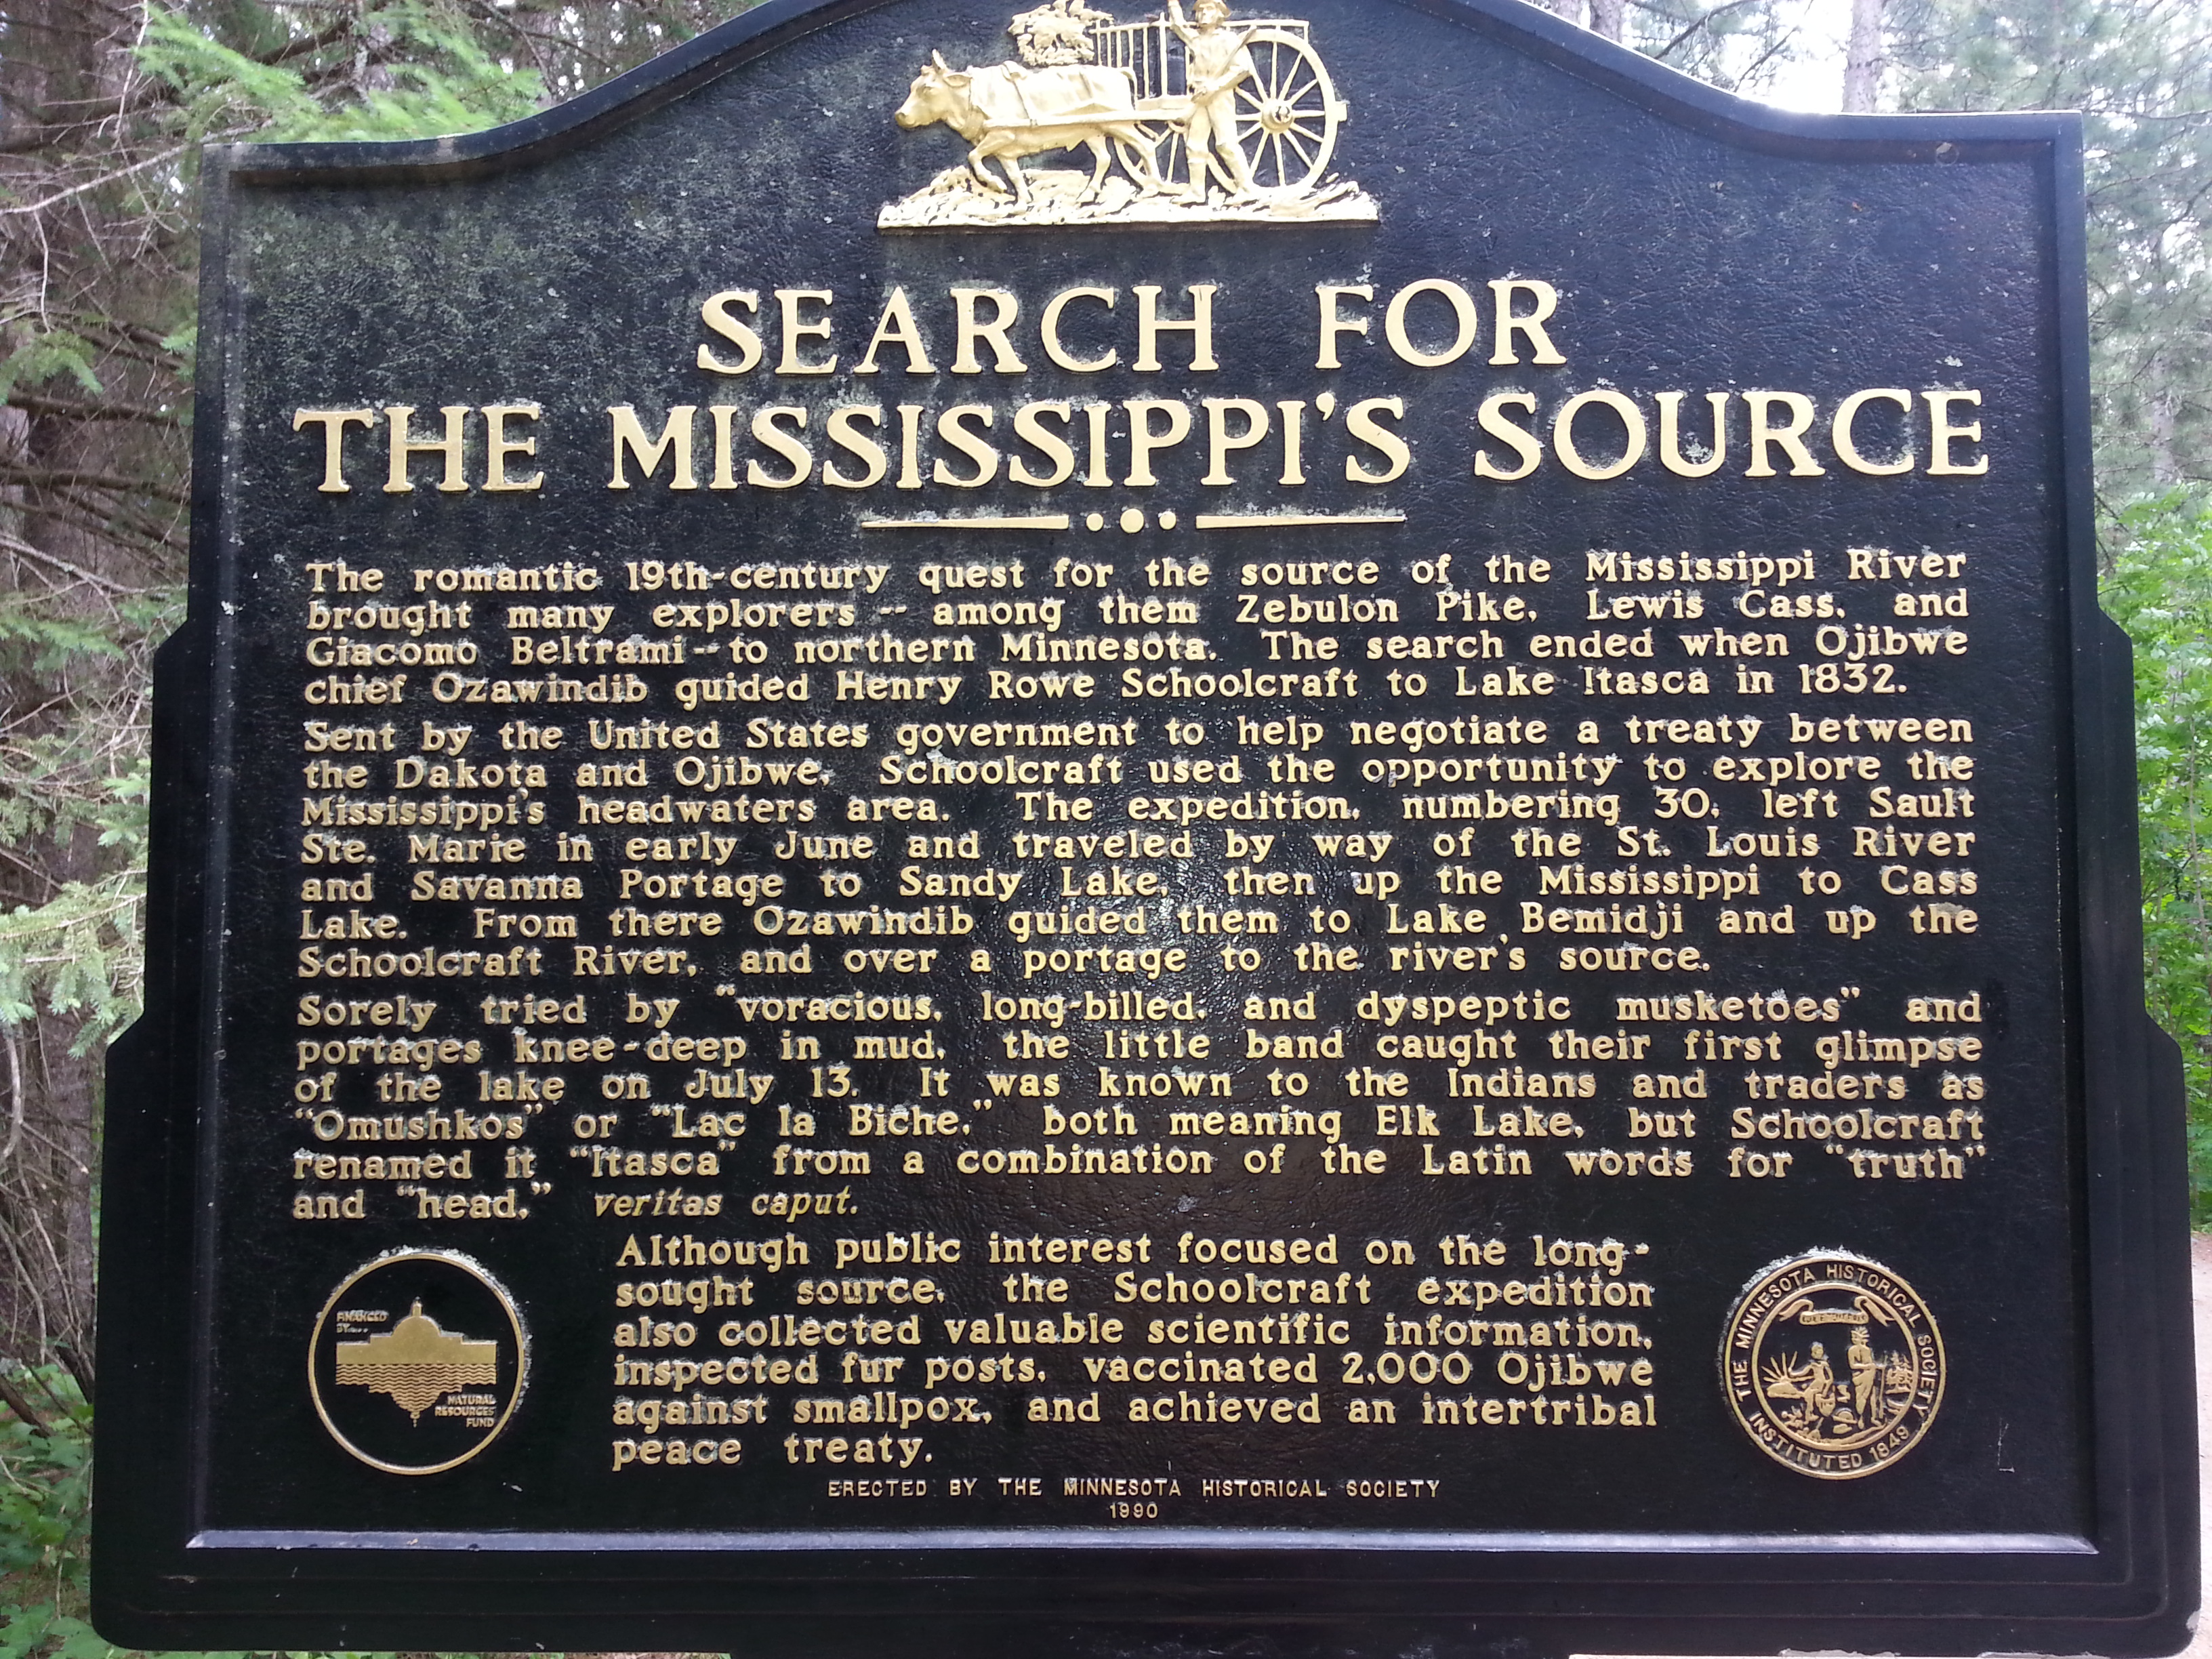 SEARCH FOR
THE MISSISSIPPI'S SOURCE
The romantic 19th-century quest for the source of the Mississippi River
brought many explorers -- among them Zebulon Pike, Lewis Cass, and
Giacomo Beltrami -- to northern Minnesota. The search ended when Ojibwe
chief Ozawindib guided Henry Rowe Schoolcraft to Lake Itasca in 1832.
Sent by the United States government to help negotiate a treaty between
the Dakota and Ojibwe, Schoolcraft used the opportunity to explore the
Mississippi's headwaters area. The expedition, numbering 30, left Sault
Ste. Marie in early June and traveled by way of the St. Louis River
and Savanna Portage to Sandy Lake, then up the Mississippi to Cass
Lake. From there Ozawindib guided them to Lake Bemidji and up the
Schoolcraft River, and over a portage to the river's source.
Sorely tried by "voracious, long-billed, and dyspeptic musketoes" and
portages knee-deep in mud, the little band caught their first glimpse
of the lake on July 13. It was known to the Indians and traders as
"Omushkos" or "Lac la Biche," both meaning Elk Lake, but Schoolcraft
renamed it "Itasca" from a combination of the Latin words for "truth"
and "head," veritas caput.
Although public interest focused on the long-
sought source, the Schoolcraft expedition
also collected valuable scientific information,
inspected fur posts, vaccinated 2,000 Ojibwe
against smallpox, and achieved an intertribal
peace treaty.
FINANCED
BY
NATURAL
RESOURCES
FUND
THE MINNESOTA HISTORICAL SOCIETY
INSTITUTED 1849
ERECTED BY THE MINNESOTA HISTORICAL SOCIETY
1990